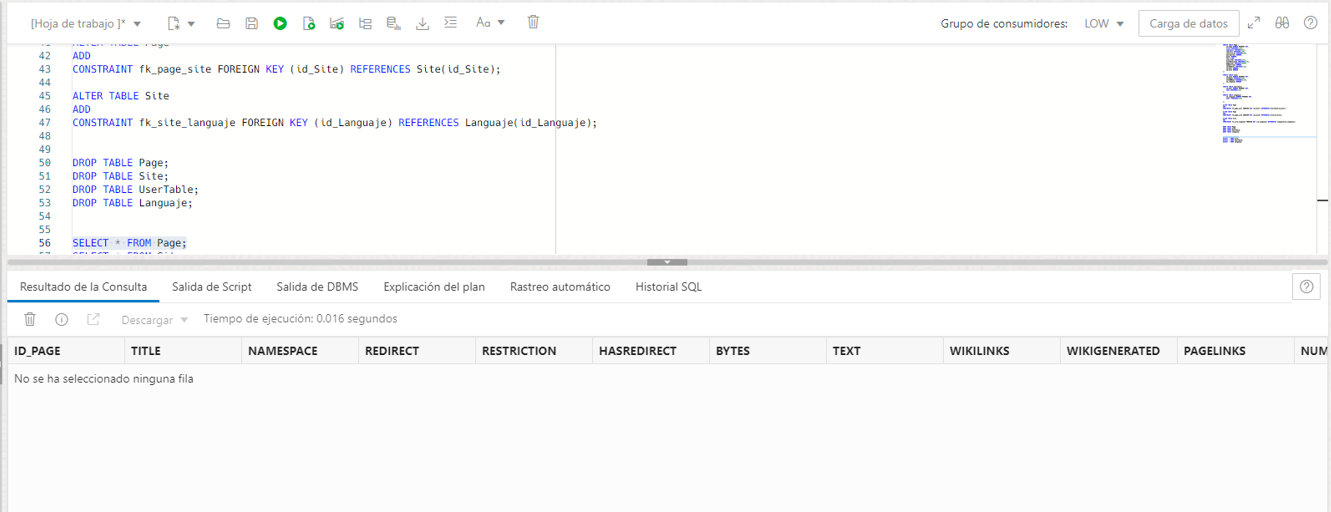 [Hoja de trabajo ]* Aa Grupo de consumidores: LOW Carga de datos
41 ALTER TABLE Page
42 ADD
43 CONSTRAINT fk_page_site FOREIGN KEY (id_Site) REFERENCES Site(id_Site);
44
45 ALTER TABLE Site
46 ADD
47 CONSTRAINT fk_site_languaje FOREIGN KEY (id_Languaje) REFERENCES Languaje(id_Languaje);
48
49
50 DROP TABLE Page;
51 DROP TABLE Site;
52 DROP TABLE UserTable;
53 DROP TABLE Languaje;
54
55
56 SELECT * FROM Page;
57 SELECT * FROM Site
Resultado de la Consulta Salida de Script Salida de DBMS Explicación del plan Rastreo automático Historial SQL
Descargar Tiempo de ejecución: 0.016 segundos
ID_PAGE TITLE NAMESPACE REDIRECT RESTRICTION HASREDIRECT BYTES TEXT WIKILINKS WIKIGENERATED PAGELINKS NUM
No se ha seleccionado ninguna fila